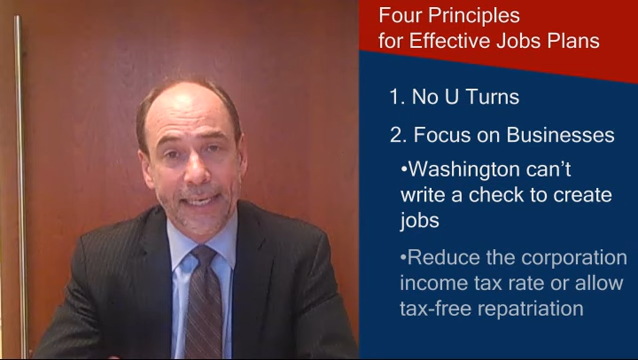 Four Principles
for Effective Jobs Plans
1. No U Turns
2. Focus on Businesses
•Washington can't
write a check to create
jobs
•Reduce the corporation
income tax rate or allow
tax-free repatriation